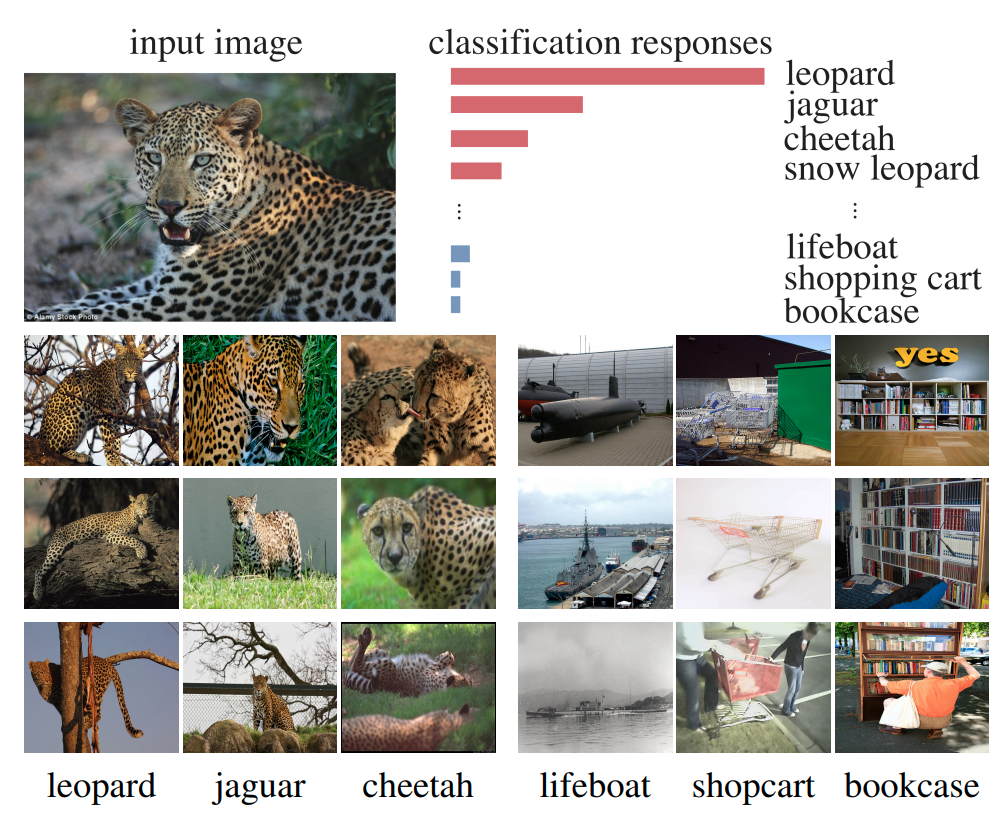 input image
classification responses
leopard
jaguar
cheetah
snow leopard
lifeboat
shopping cart
bookcase
© Alamy Stock Photo
yes
leopard
jaguar
cheetah
lifeboat
shopcart
bookcase